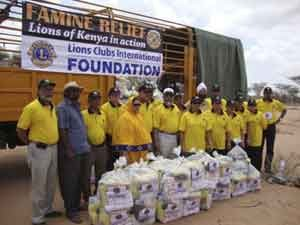 FAMINE RELIEF
Lions of Kenya in action
Lions Clubs International
FOUNDATION